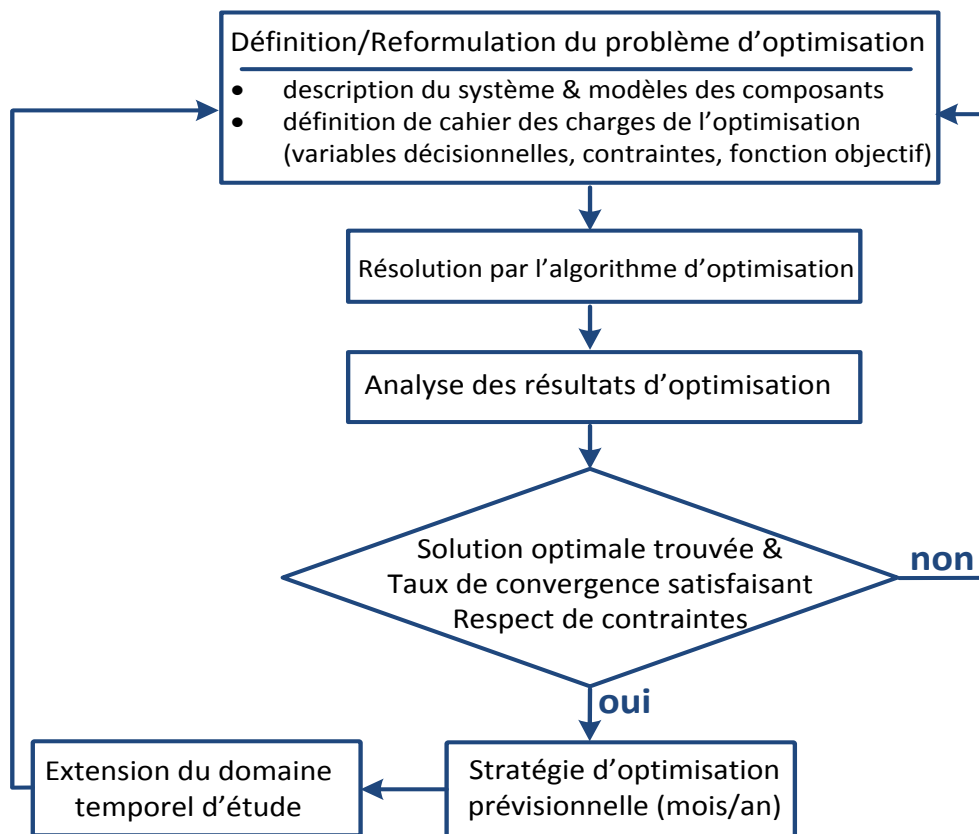 Définition/Reformulation du problème d’optimisation
• description du système & modèles des composants
• définition de cahier des charges de l’optimisation
(variables décisionnelles, contraintes, fonction objectif)
Résolution par l’algorithme d’optimisation
Analyse des résultats d’optimisation
Solution optimale trouvée &
Taux de convergence satisfaisant
Respect de contraintes
non
oui
Stratégie d’optimisation
prévisionnelle (mois/an)
Extension du domaine
temporel d’étude